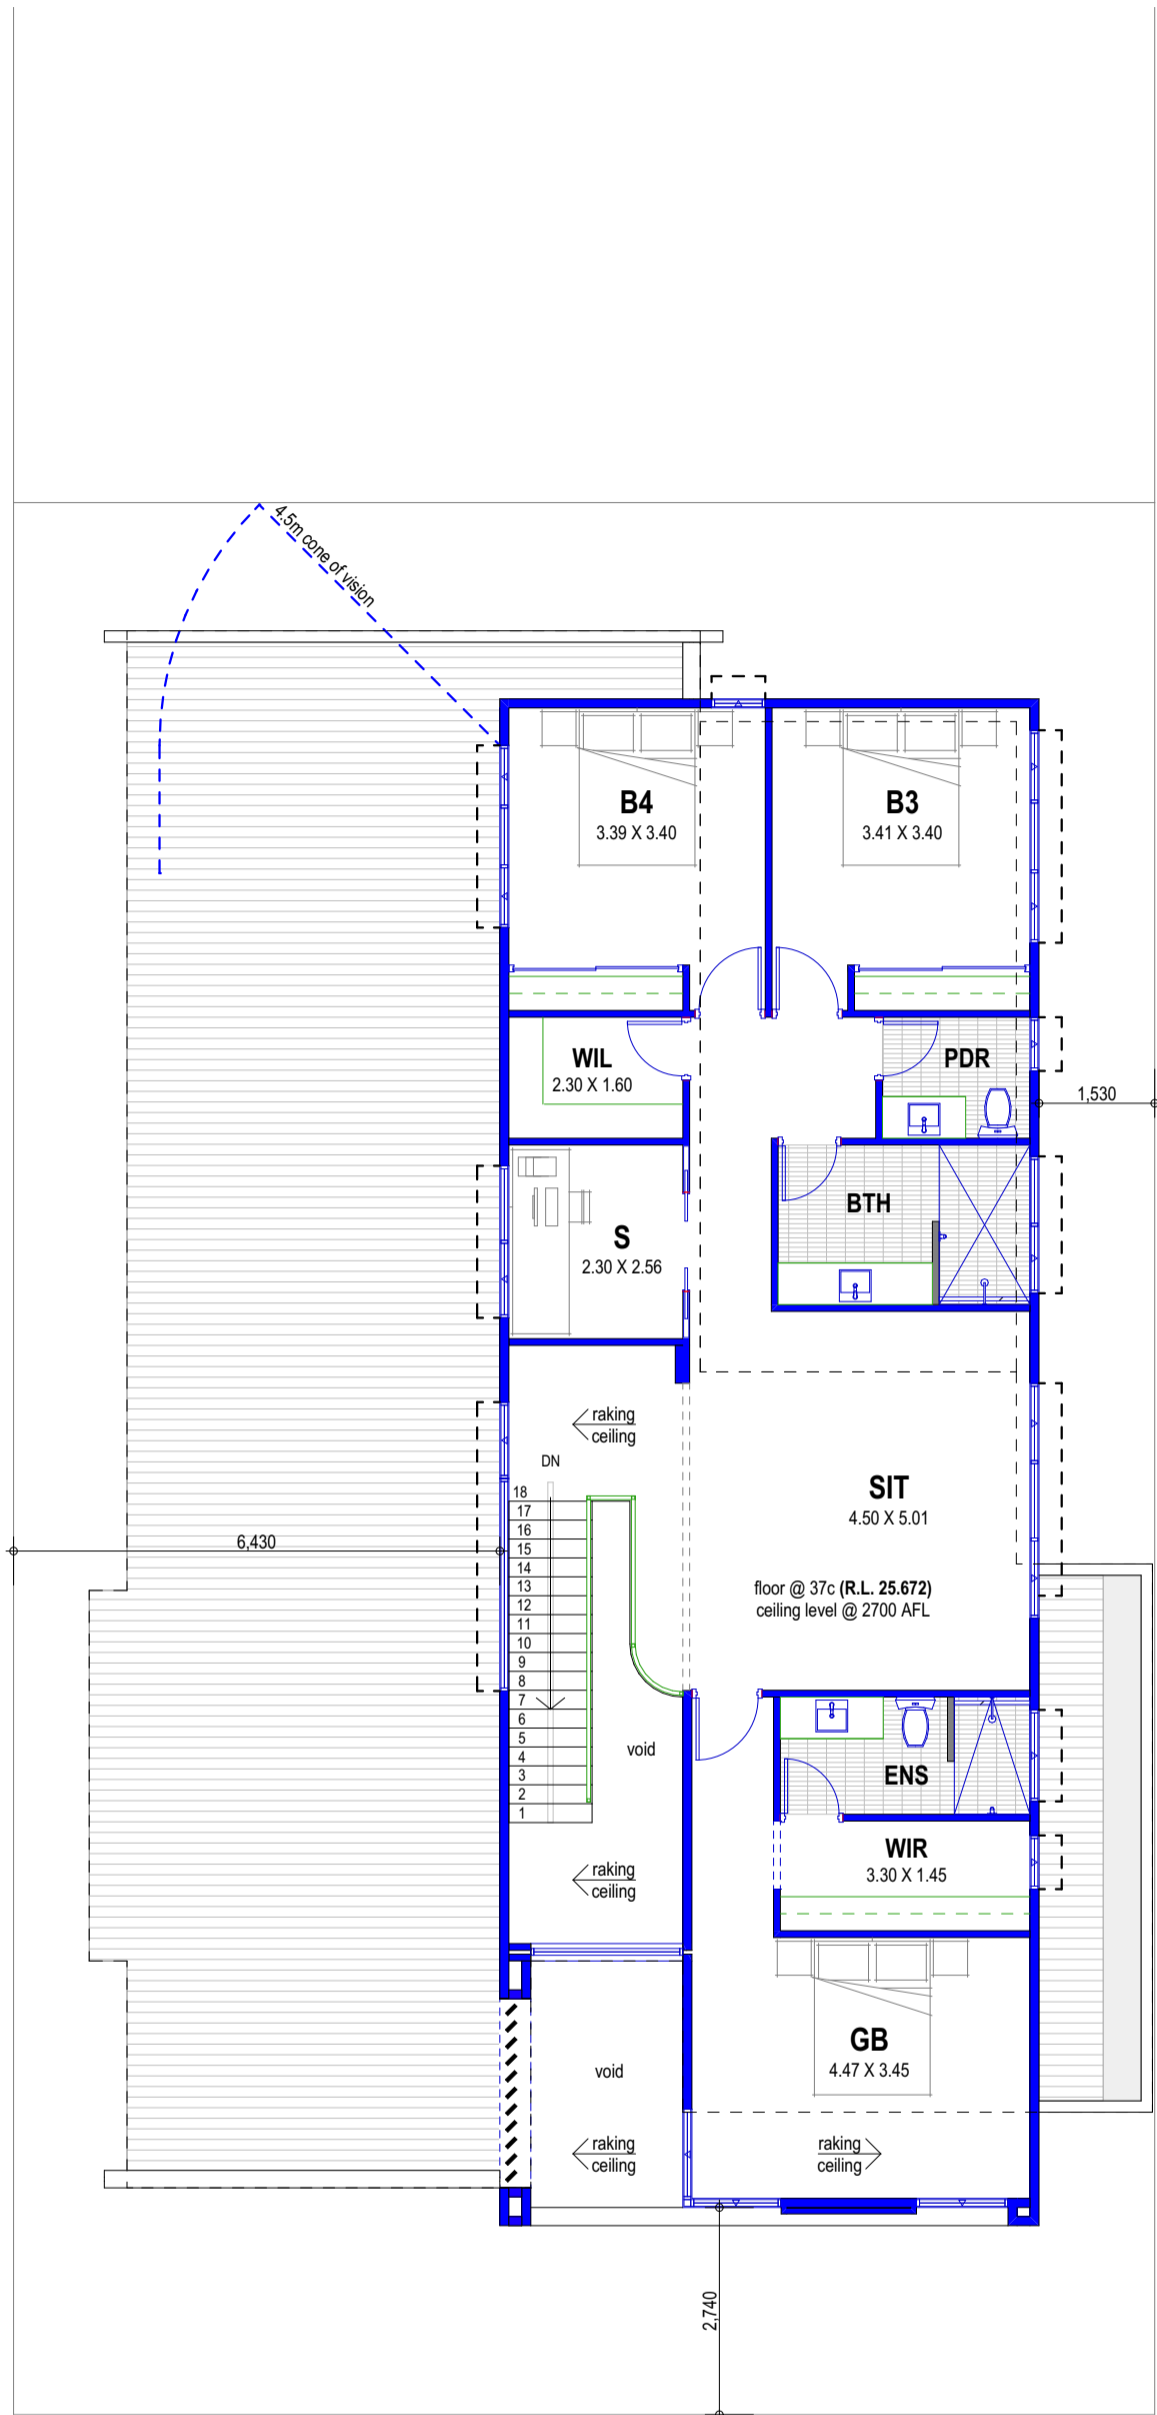 4.5m cone of vision
B4
3.39 X 3.40
B3
3.41 X 3.40
WIL
2.30 X 1.60
PDR
1,530
BTH
S
2.30 X 2.56
raking
ceiling
DN
SIT
4.50 X 5.01
6,430
floor @ 37c (R.L. 25.672)
ceiling level @ 2700 AFL
18
17
16
15
14
13
12
11
10
9
8
7
6
5
4
3
2
1
void
ENS
WIR
3.30 X 1.45
raking
ceiling
GB
4.47 X 3.45
void
raking
ceiling
raking
ceiling
2,740